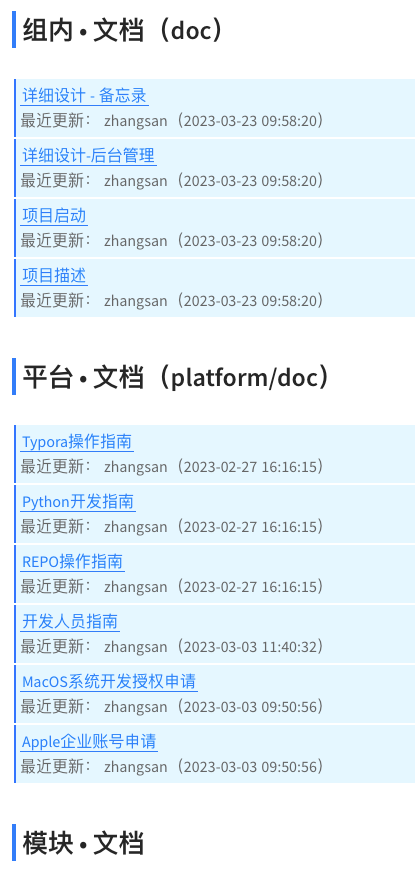 组内 • 文档（doc）
详细设计 - 备忘录
最近更新： zhangsan（2023-03-23 09:58:20）
详细设计-后台管理
最近更新： zhangsan（2023-03-23 09:58:20）
项目启动
最近更新： zhangsan（2023-03-23 09:58:20）
项目描述
最近更新： zhangsan（2023-03-23 09:58:20）
平台 • 文档（platform/doc）
Typora操作指南
最近更新： zhangsan（2023-02-27 16:16:15）
Python开发指南
最近更新： zhangsan（2023-02-27 16:16:15）
REPO操作指南
最近更新： zhangsan（2023-02-27 16:16:15）
开发人员指南
最近更新： zhangsan（2023-03-03 11:40:32）
MacOS系统开发授权申请
最近更新： zhangsan（2023-03-03 09:50:56）
Apple企业账号申请
最近更新： zhangsan（2023-03-03 09:50:56）
模块 • 文档